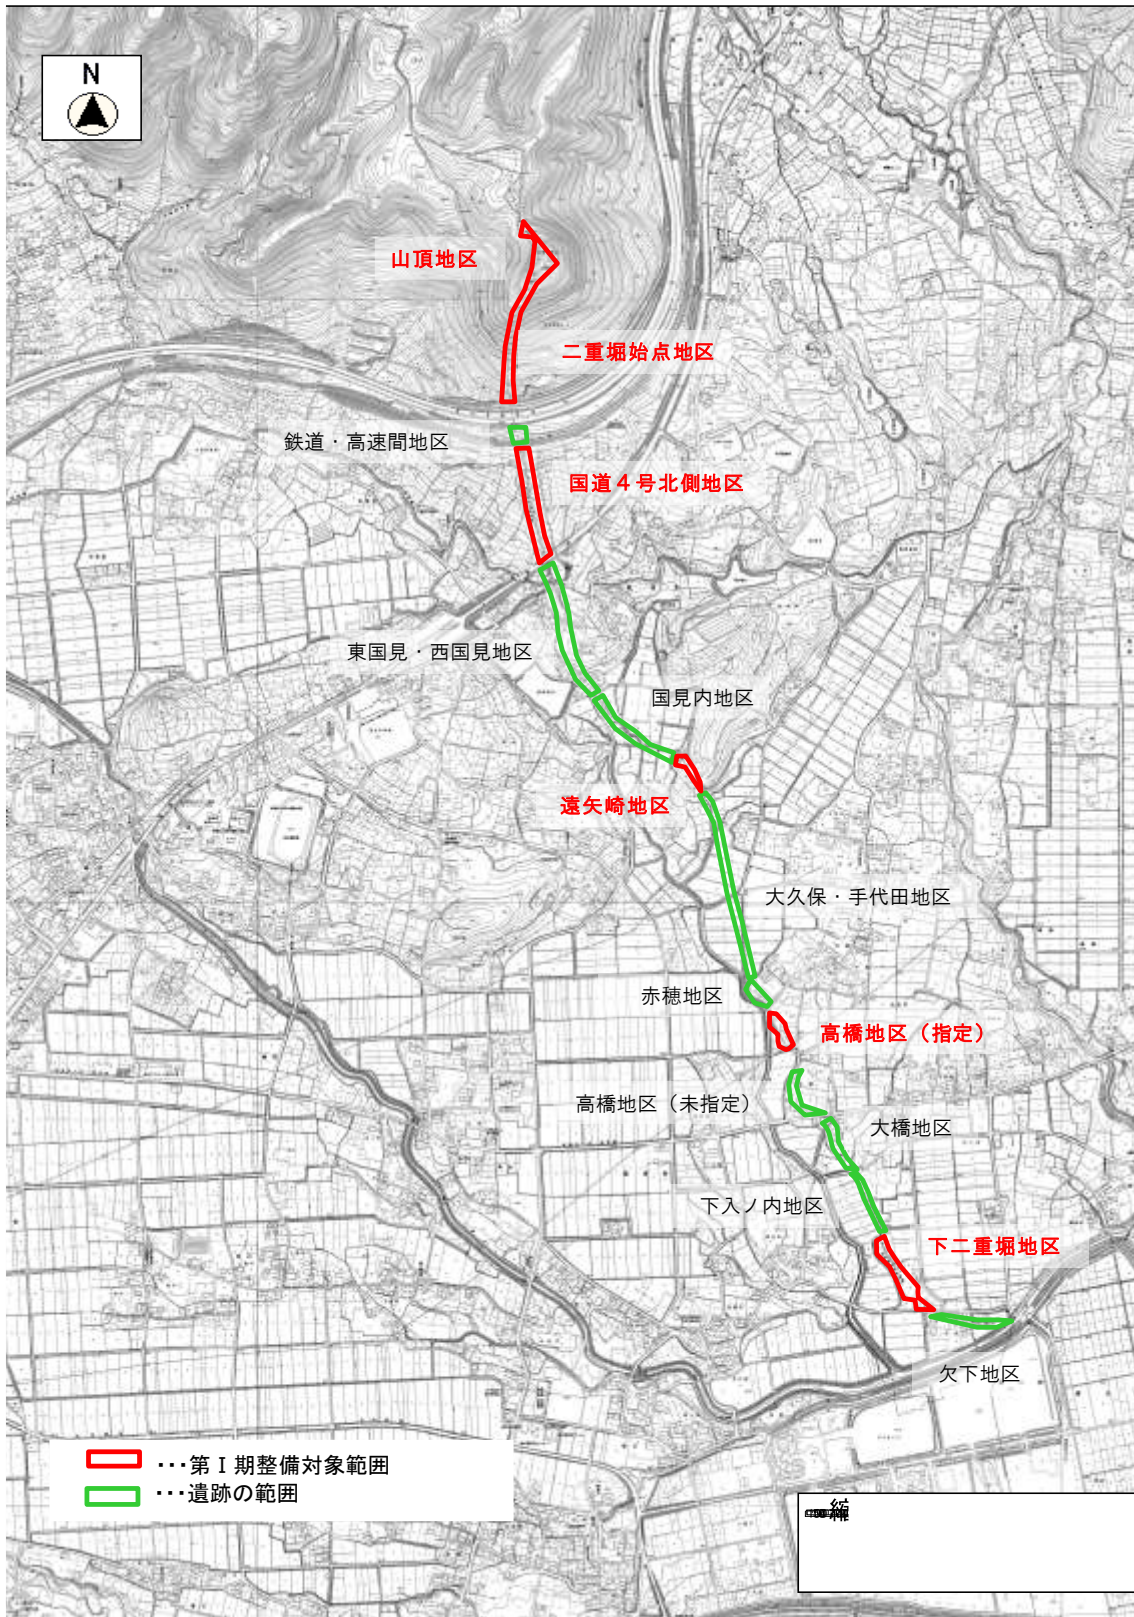 N
山頂地区
二重堀始点地区
鉄道・高速間地区
国道４号北側地区
東国見・西国見地区
国見内地区
遠矢崎地区
大久保・手代田地区
赤穂地区
高橋地区（指定）
高橋地区（未指定）
大橋地区
下入ノ内地区
下二重堀地区
欠下地区
･･･第Ⅰ期整備対象範囲
･･･遺跡の範囲